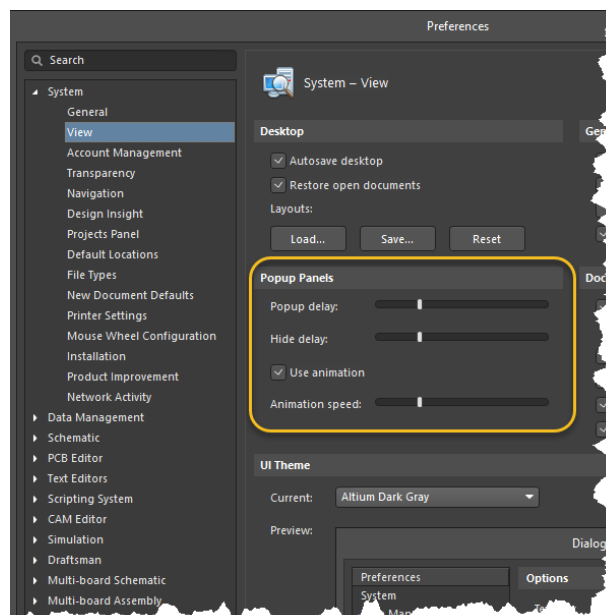 Preferences
Search
System
General
View
Account Management
Transparency
Navigation
Design Insight
Projects Panel
Default Locations
File Types
New Document Defaults
Printer Settings
Mouse Wheel Configuration
Installation
Product Improvement
Network Activity
Data Management
Schematic
PCB Editor
Text Editors
Scripting System
CAM Editor
Simulation
Draftsman
Multi-board Schematic
Multi-board Assembly
System – View
Desktop
Autosave desktop
Restore open documents
Layouts:
Load... Save... Reset
Popup Panels
Popup delay:
Hide delay:
Use animation
Animation speed:
UI Theme
Current: Altium Dark Gray
Preview:
Dialog
Preferences Options
System